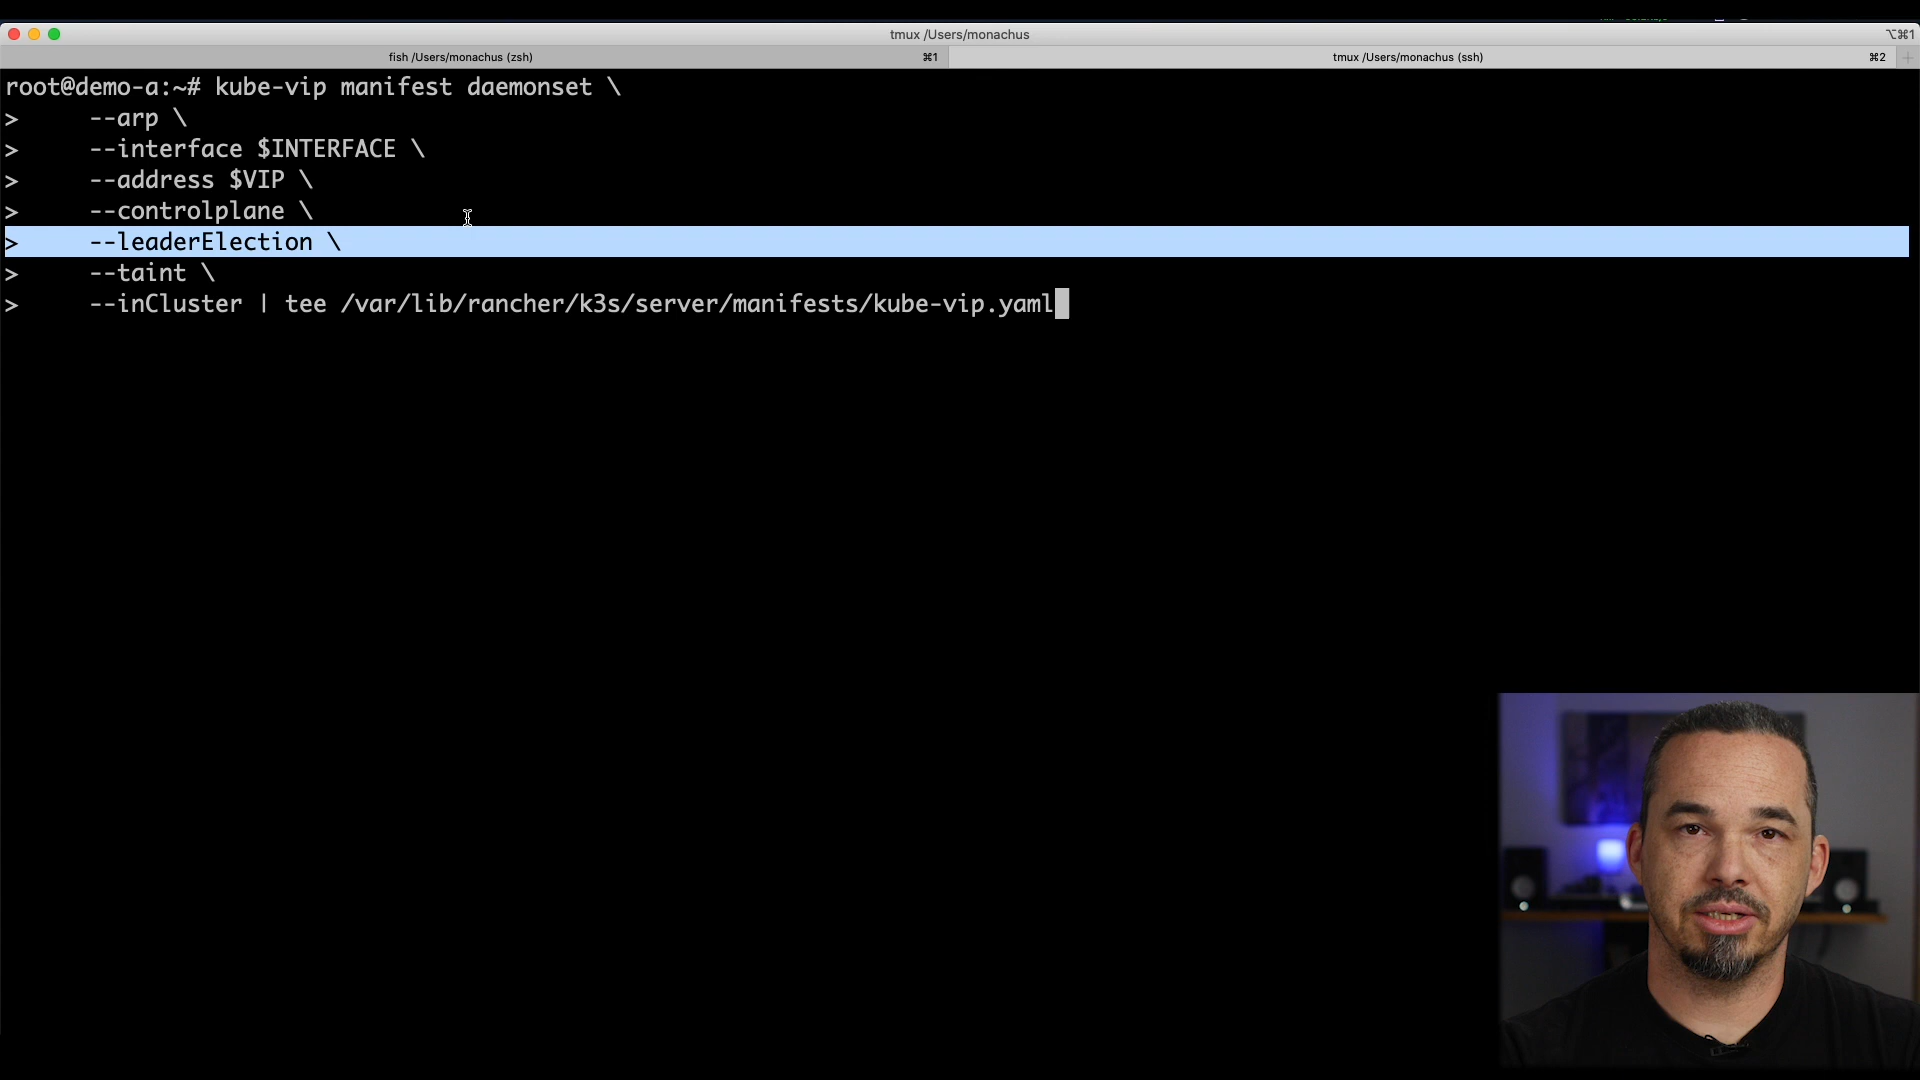 tmux /Users/monachus
⌥⌘1
fish /Users/monachus (zsh)
⌘1
tmux /Users/monachus (ssh)
⌘2
root@demo-a:~# kube-vip manifest daemonset \
>     --arp \
>     --interface $INTERFACE \
>     --address $VIP \
>     --controlplane \
>     --leaderElection \
>     --taint \
>     --inCluster | tee /var/lib/rancher/k3s/server/manifests/kube-vip.yaml